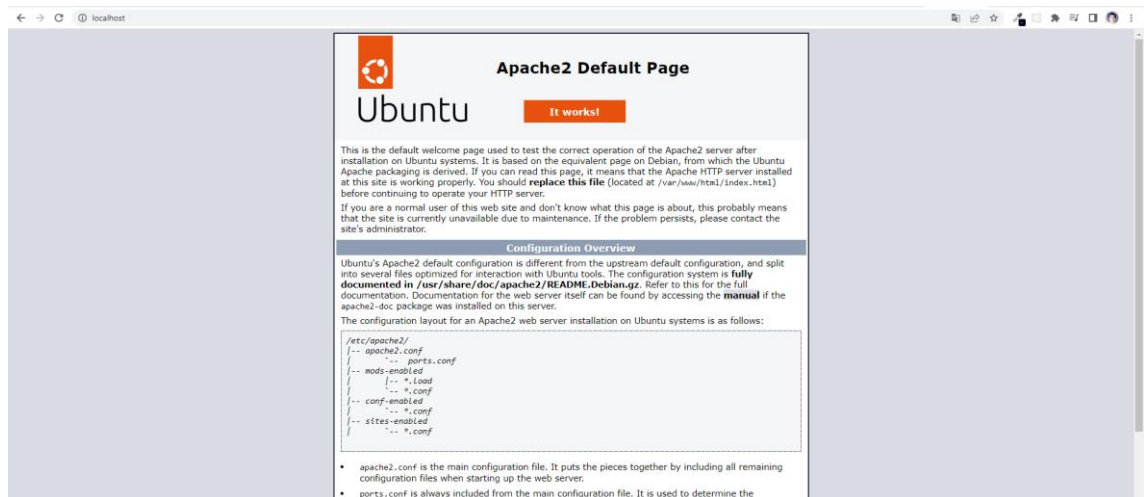 localhost
Apache2 Default Page
Ubuntu
It works!
This is the default welcome page used to test the correct operation of the Apache2 server after
installation on Ubuntu systems. It is based on the equivalent page on Debian, from which the Ubuntu
Apache packaging is derived. If you can read this page, it means that the Apache HTTP server installed
at this site is working properly. You should replace this file (located at /var/www/html/index.html)
before continuing to operate your HTTP server.
If you are a normal user of this web site and don't know what this page is about, this probably means
that the site is currently unavailable due to maintenance. If the problem persists, please contact the
site's administrator.
Configuration Overview
Ubuntu's Apache2 default configuration is different from the upstream default configuration, and split
into several files optimized for interaction with Ubuntu tools. The configuration system is fully
documented in /usr/share/doc/apache2/README.Debian.gz. Refer to this for the full
documentation. Documentation for the web server itself can be found by accessing the manual if the
apache2-doc package was installed on this server.
The configuration layout for an Apache2 web server installation on Ubuntu systems is as follows:
/etc/apache2/
|-- apache2.conf
|       `--  ports.conf
|-- mods-enabled
|       |-- *.load
|       `-- *.conf
|-- conf-enabled
|       `-- *.conf
|-- sites-enabled
|       `-- *.conf
• apache2.conf is the main configuration file. It puts the pieces together by including all remaining
configuration files when starting up the web server.
• ports.conf is always included from the main configuration file. It is used to determine the